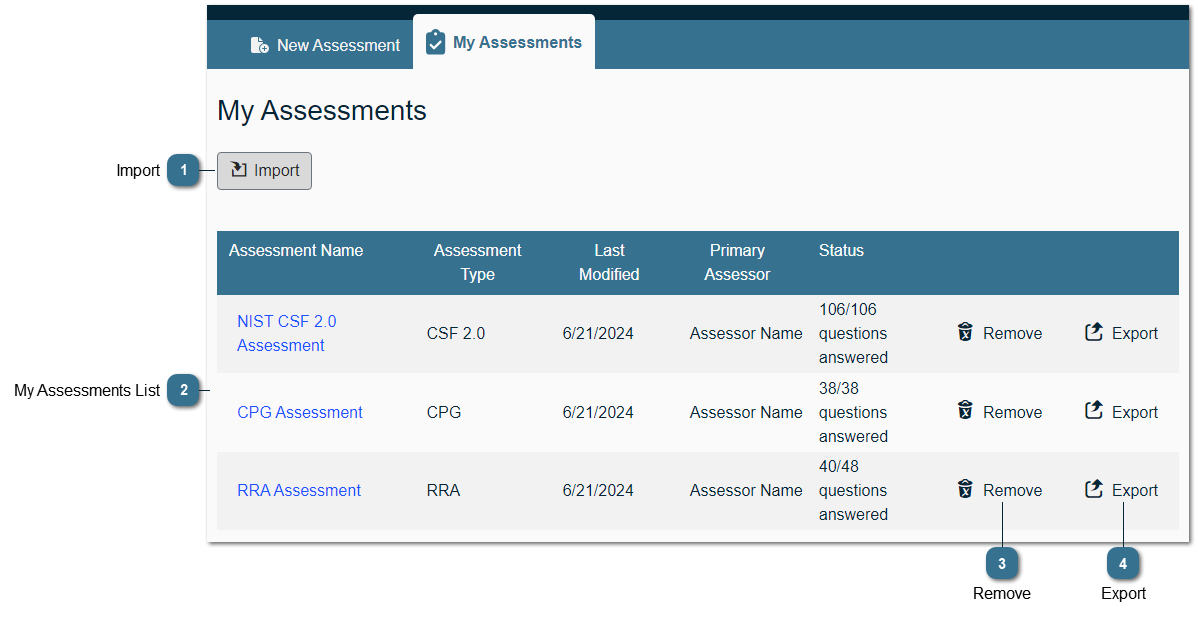 New Assessment
My Assessments
My Assessments
Import
1
Import
Assessment Name
Assessment
Type
Last
Modified
Primary
Assessor
Status
NIST CSF 2.0
Assessment
CSF 2.0
6/21/2024
Assessor Name
106/106
questions
answered
Remove
Export
My Assessments List
2
CPG Assessment
CPG
6/21/2024
Assessor Name
38/38
questions
answered
Remove
Export
RRA Assessment
RRA
6/21/2024
Assessor Name
40/48
questions
answered
Remove
Export
3
Remove
4
Export